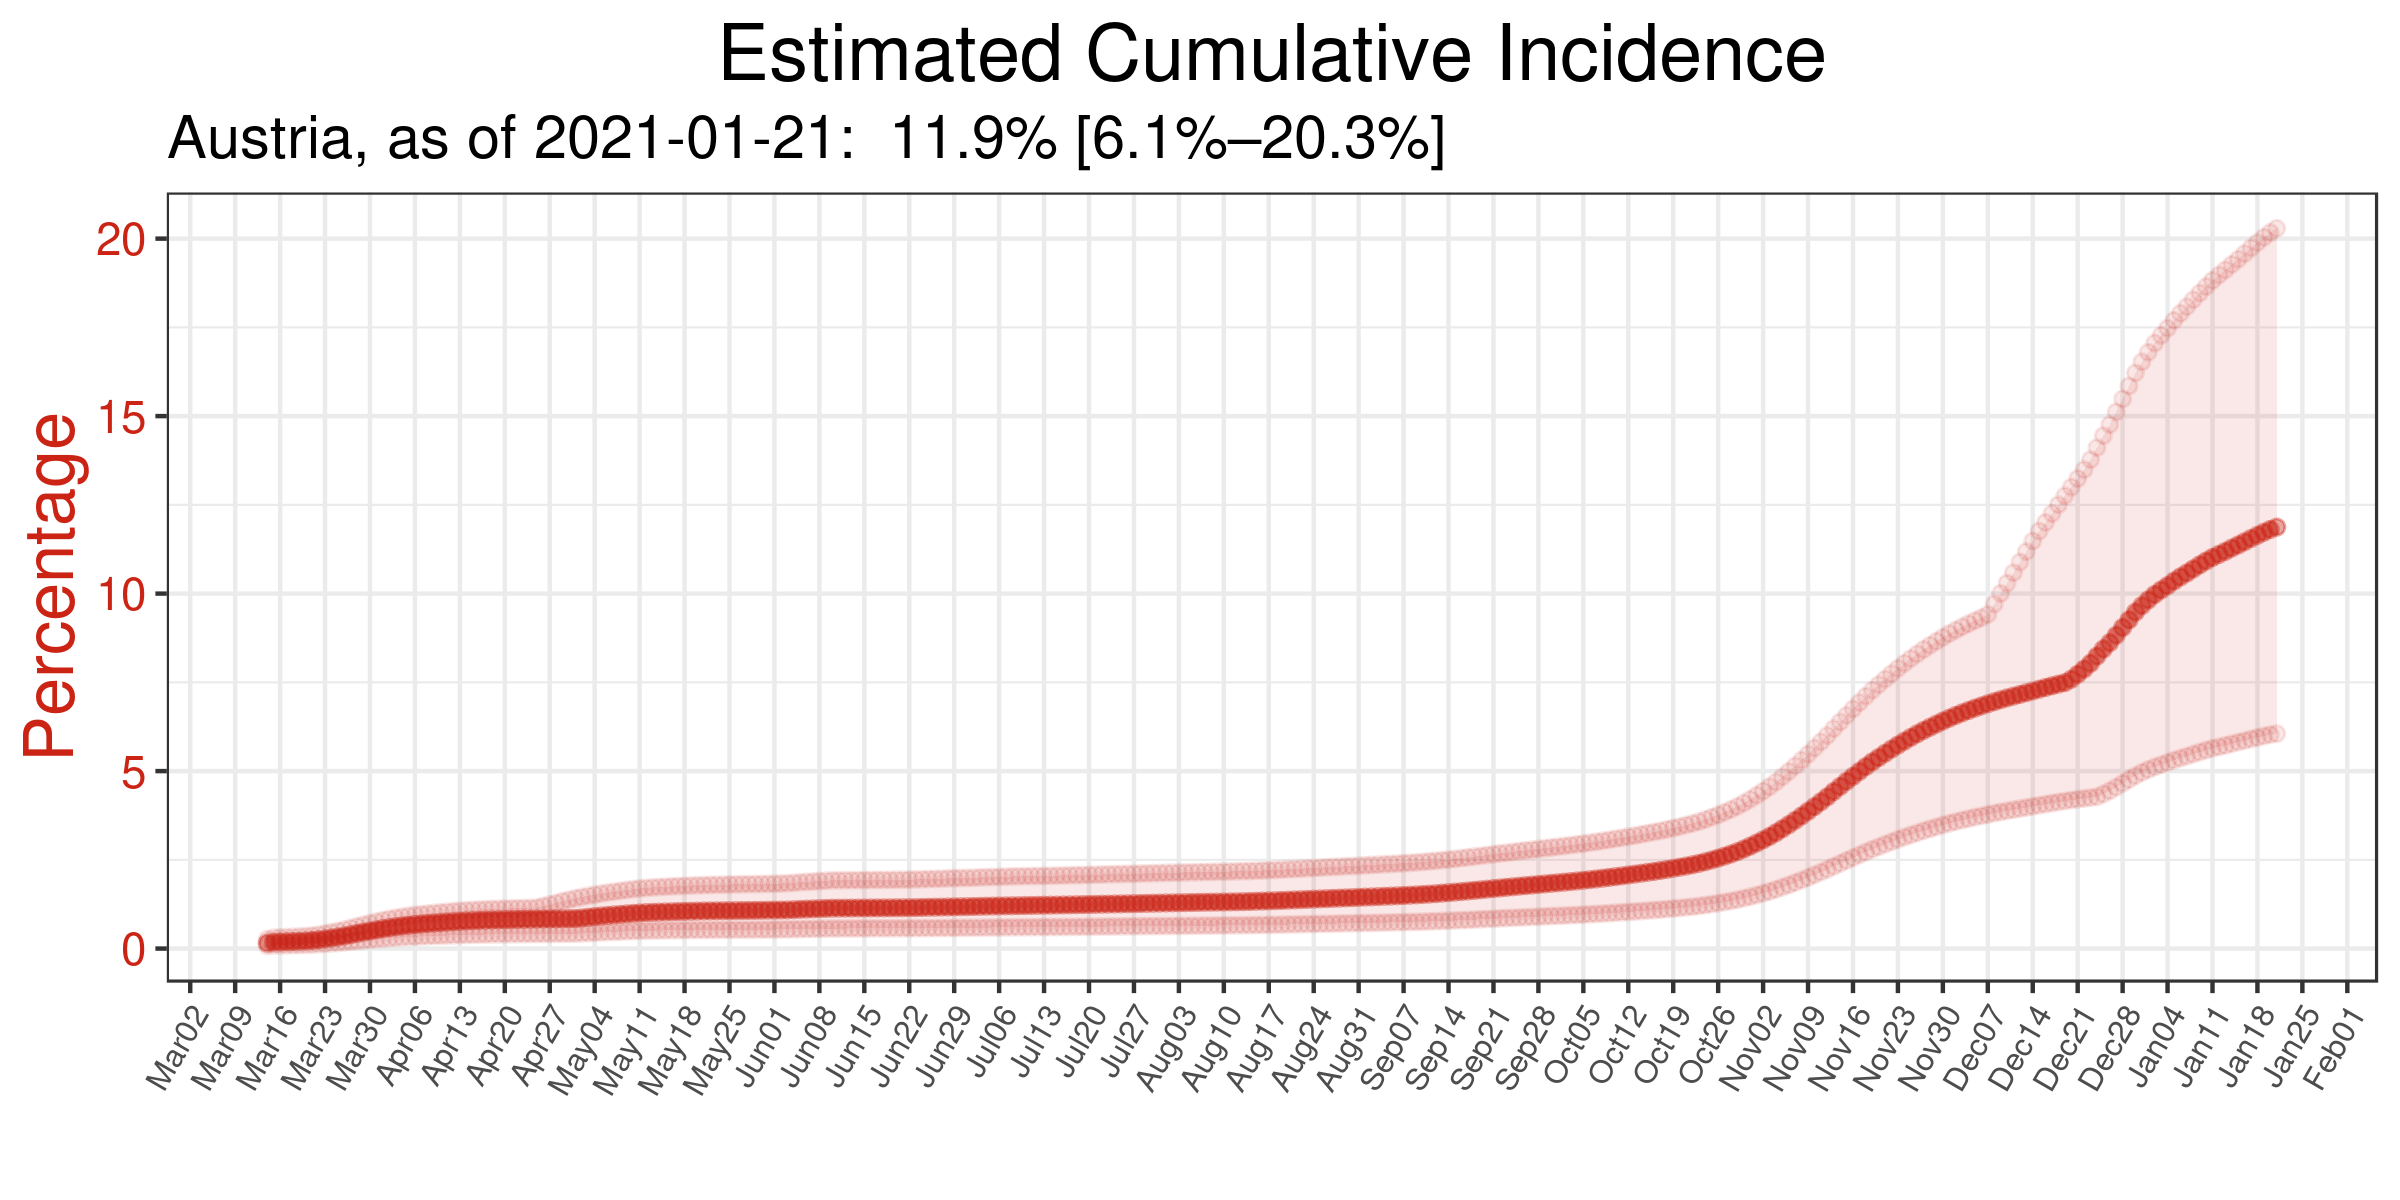 Estimated Cumulative Incidence
Austria, as of 2021-01-21:  11.9% [6.1%–20.3%]
Percentage
20
15
10
5
0
Mar02
Mar09
Mar16
Mar23
Mar30
Apr06
Apr13
Apr20
Apr27
May04
May11
May18
May25
Jun01
Jun08
Jun15
Jun22
Jun29
Jul06
Jul13
Jul20
Jul27
Aug03
Aug10
Aug17
Aug24
Aug31
Sep07
Sep14
Sep21
Sep28
Oct05
Oct12
Oct19
Oct26
Nov02
Nov09
Nov16
Nov23
Nov30
Dec07
Dec14
Dec21
Dec28
Jan04
Jan11
Jan18
Jan25
Feb01